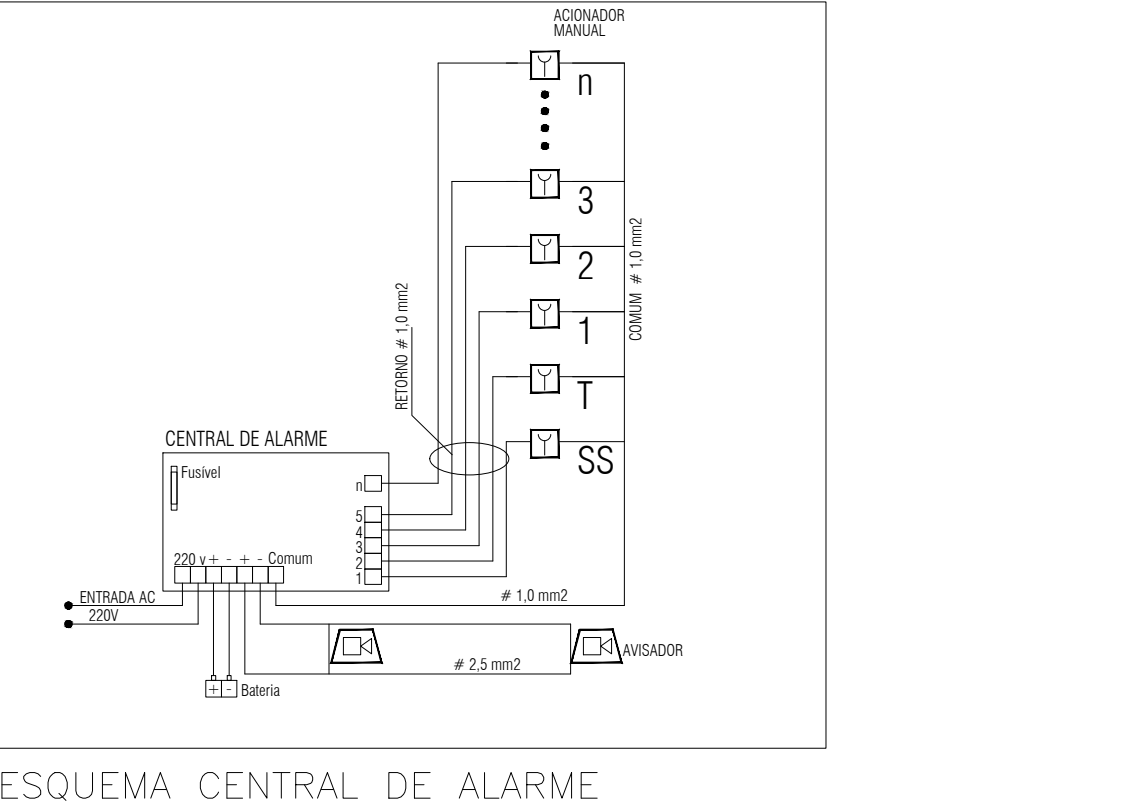 ACIONADOR
MANUAL
n
3
2
1
T
SS
COMUM # 1,0 mm2
RETORNO # 1,0 mm2
CENTRAL DE ALARME
Fusível
n
5
4
3
2
1
220 v + - + - Comum
ENTRADA AC
220V
# 1,0 mm2
AVISADOR
# 2,5 mm2
+ - Bateria
ESQUEMA CENTRAL DE ALARME